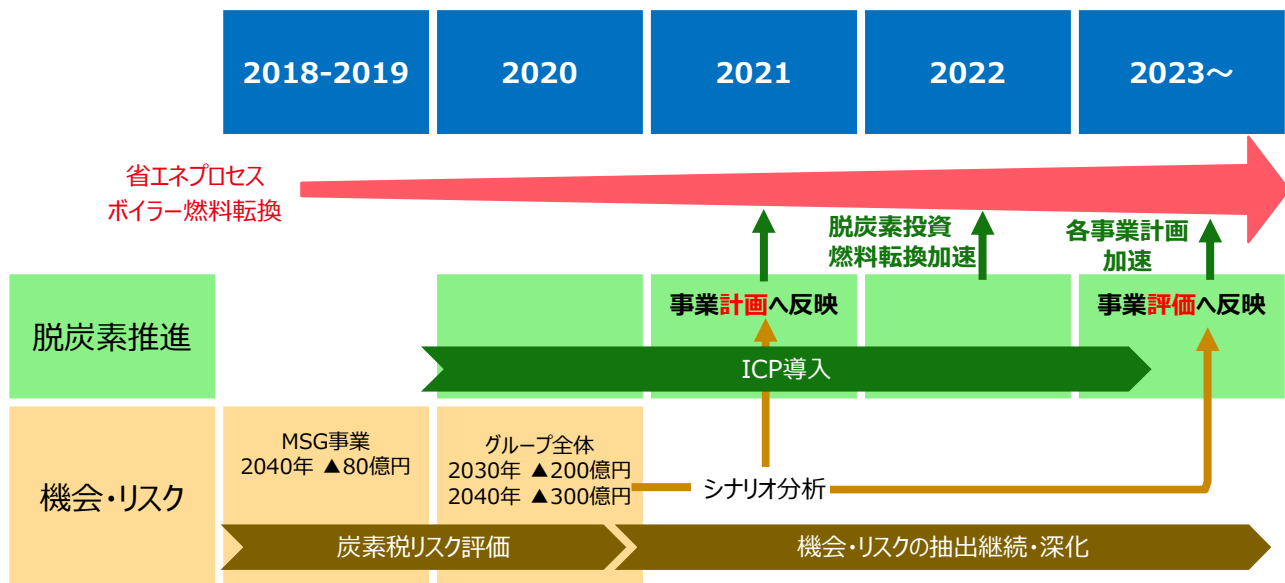 2018-2019
2020
2021
2022
2023～
省エネプロセス
ボイラー燃料転換
脱炭素投資
燃料転換加速
各事業計画
加速
脱炭素推進
事業計画へ反映
事業評価へ反映
ICP導入
機会・リスク
MSG事業
2040年 ▲80億円
グループ全体
2030年 ▲200億円
2040年 ▲300億円
シナリオ分析
炭素税リスク評価
機会・リスクの抽出継続・深化